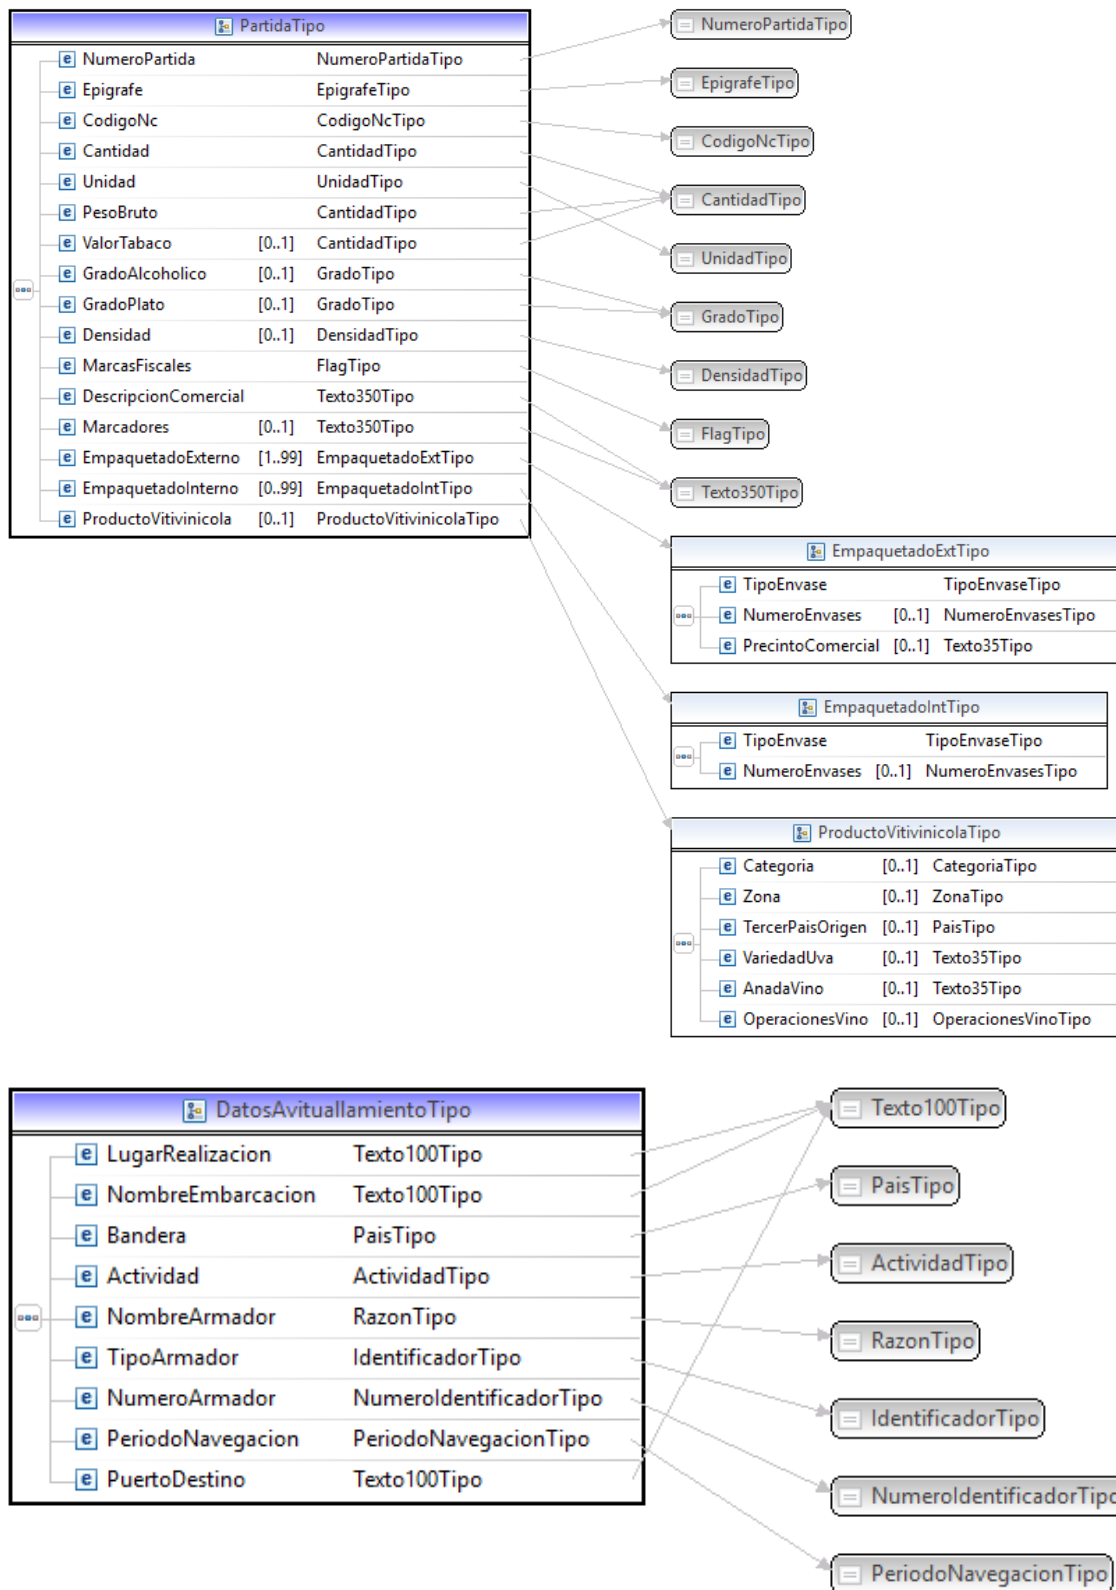 PartidaTipo
NumeroPartida NumeroPartidaTipo
Epigrafe EpigrafeTipo
CodigoNc CodigoNcTipo
Cantidad CantidadTipo
Unidad UnidadTipo
PesoBruto CantidadTipo
ValorTabaco [0..1] CantidadTipo
GradoAlcoholico [0..1] GradoTipo
GradoPlato [0..1] GradoTipo
Densidad [0..1] DensidadTipo
MarcasFiscales FlagTipo
DescripcionComercial Texto350Tipo
Marcadores [0..1] Texto350Tipo
EmpaquetadoExterno [1..99] EmpaquetadoExtTipo
EmpaquetadoInterno [0..99] EmpaquetadoIntTipo
ProductoVitivinicola [0..1] ProductoVitivinicolaTipo
NumeroPartidaTipo
EpigrafeTipo
CodigoNcTipo
CantidadTipo
UnidadTipo
GradoTipo
DensidadTipo
FlagTipo
Texto350Tipo
EmpaquetadoExtTipo
TipoEnvase TipoEnvaseTipo
NumeroEnvases [0..1] NumeroEnvasesTipo
PrecintoComercial [0..1] Texto35Tipo
EmpaquetadoIntTipo
TipoEnvase TipoEnvaseTipo
NumeroEnvases [0..1] NumeroEnvasesTipo
ProductoVitivinicolaTipo
Categoria [0..1] CategoriaTipo
Zona [0..1] ZonaTipo
TercerPaisOrigen [0..1] PaisTipo
VariedadUva [0..1] Texto35Tipo
AnadaVino [0..1] Texto35Tipo
OperacionesVino [0..1] OperacionesVinoTipo
DatosAvituallamientoTipo
LugarRealizacion Texto100Tipo
NombreEmbarcacion Texto100Tipo
Bandera PaisTipo
Actividad ActividadTipo
NombreArmador RazonTipo
TipoArmador IdentificadorTipo
NumeroArmador NumeroIdentificadorTipo
PeriodoNavegacion PeriodoNavegacionTipo
PuertoDestino Texto100Tipo
Texto100Tipo
PaisTipo
ActividadTipo
RazonTipo
IdentificadorTipo
NumeroIdentificadorTipo
PeriodoNavegacionTipo